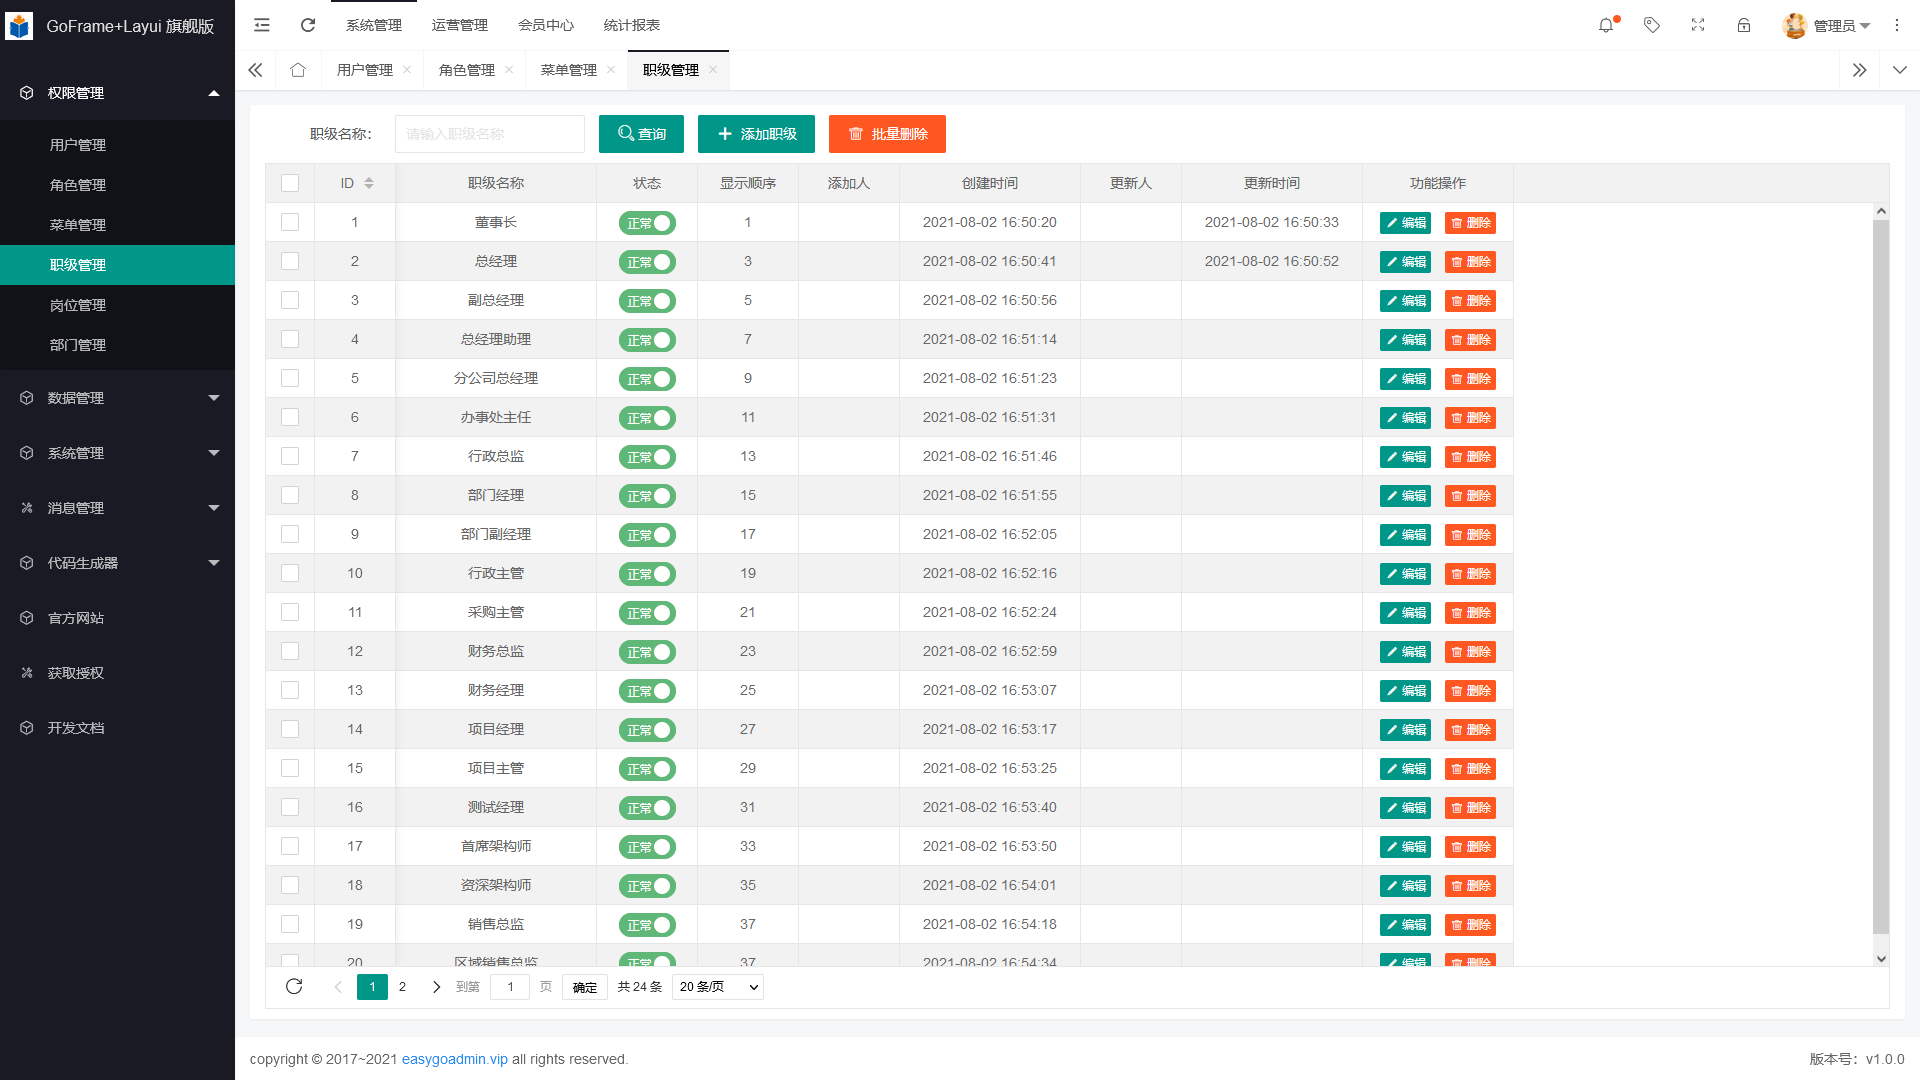 GoFrame+Layui 旗舰版
系统管理 运营管理 会员中心 统计报表
管理员
用户管理 角色管理 菜单管理 职级管理
权限管理
用户管理
角色管理
菜单管理
职级管理
岗位管理
部门管理
数据管理
系统管理
消息管理
代码生成器
官方网站
获取授权
开发文档
职级名称： 请输入职级名称 查询 添加职级 批量删除
ID 职级名称 状态 显示顺序 添加人 创建时间 更新人 更新时间 功能操作
1 董事长 正常 1 2021-08-02 16:50:20 2021-08-02 16:50:33 编辑 删除
2 总经理 正常 3 2021-08-02 16:50:41 2021-08-02 16:50:52 编辑 删除
3 副总经理 正常 5 2021-08-02 16:50:56 编辑 删除
4 总经理助理 正常 7 2021-08-02 16:51:14 编辑 删除
5 分公司总经理 正常 9 2021-08-02 16:51:23 编辑 删除
6 办事处主任 正常 11 2021-08-02 16:51:31 编辑 删除
7 行政总监 正常 13 2021-08-02 16:51:46 编辑 删除
8 部门经理 正常 15 2021-08-02 16:51:55 编辑 删除
9 部门副经理 正常 17 2021-08-02 16:52:05 编辑 删除
10 行政主管 正常 19 2021-08-02 16:52:16 编辑 删除
11 采购主管 正常 21 2021-08-02 16:52:24 编辑 删除
12 财务总监 正常 23 2021-08-02 16:52:59 编辑 删除
13 财务经理 正常 25 2021-08-02 16:53:07 编辑 删除
14 项目经理 正常 27 2021-08-02 16:53:17 编辑 删除
15 项目主管 正常 29 2021-08-02 16:53:25 编辑 删除
16 测试经理 正常 31 2021-08-02 16:53:40 编辑 删除
17 首席架构师 正常 33 2021-08-02 16:53:50 编辑 删除
18 资深架构师 正常 35 2021-08-02 16:54:01 编辑 删除
19 销售总监 正常 37 2021-08-02 16:54:18 编辑 删除
20 区域销售总监 正常 37 2021-08-02 16:54:34 编辑 删除
1 2 到第 1 页 确定 共 24 条 20 条/页
copyright © 2017~2021 easygoadmin.vip all rights reserved.
版本号：v1.0.0